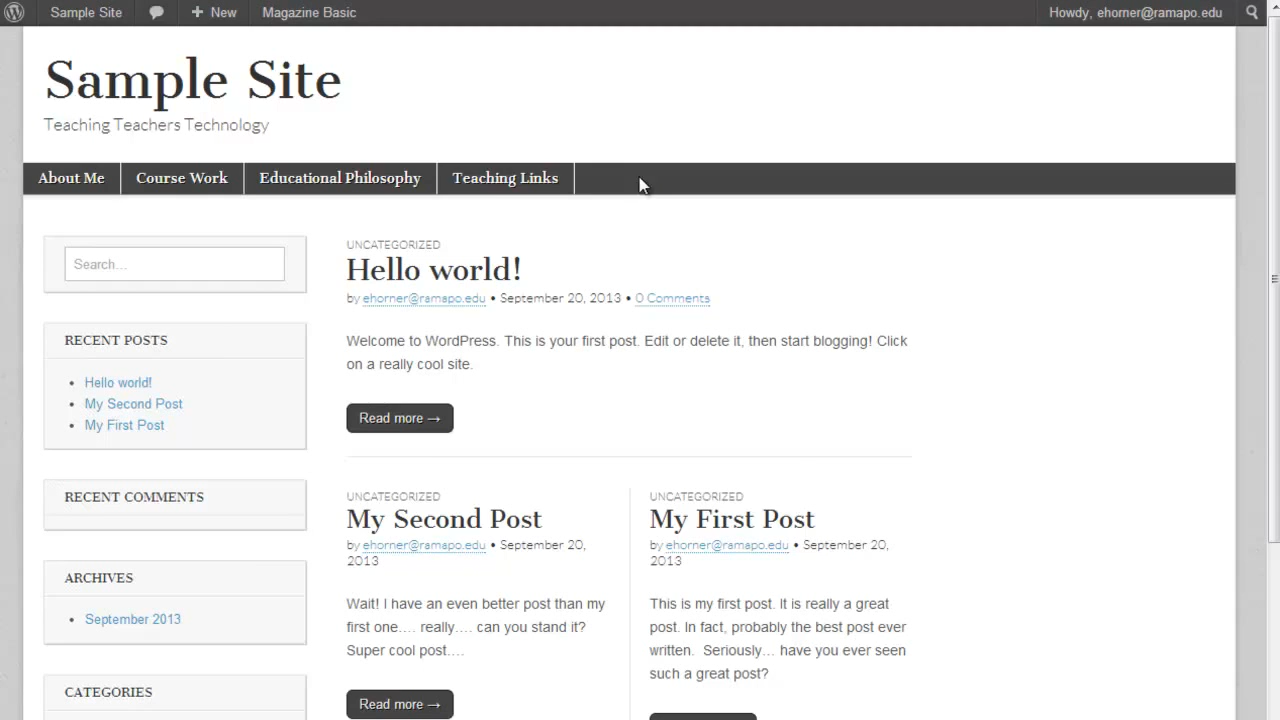 Sample Site
New
Magazine Basic
Howdy, ehorner@ramapo.edu
Sample Site
Teaching Teachers Technology
About Me
Course Work
Educational Philosophy
Teaching Links
Search...
RECENT POSTS
Hello world!
My Second Post
My First Post
RECENT COMMENTS
ARCHIVES
September 2013
CATEGORIES
UNCATEGORIZED
Hello world!
by ehorner@ramapo.edu • September 20, 2013 • 0 Comments
Welcome to WordPress. This is your first post. Edit or delete it, then start blogging! Click
on a really cool site.
Read more →
UNCATEGORIZED
My Second Post
by ehorner@ramapo.edu • September 20,
2013
Wait! I have an even better post than my
first one.... really.... can you stand it?
Super cool post....
Read more →
UNCATEGORIZED
My First Post
by ehorner@ramapo.edu • September 20,
2013
This is my first post. It is really a great
post. In fact, probably the best post ever
written.  Seriously... have you ever seen
such a great post?